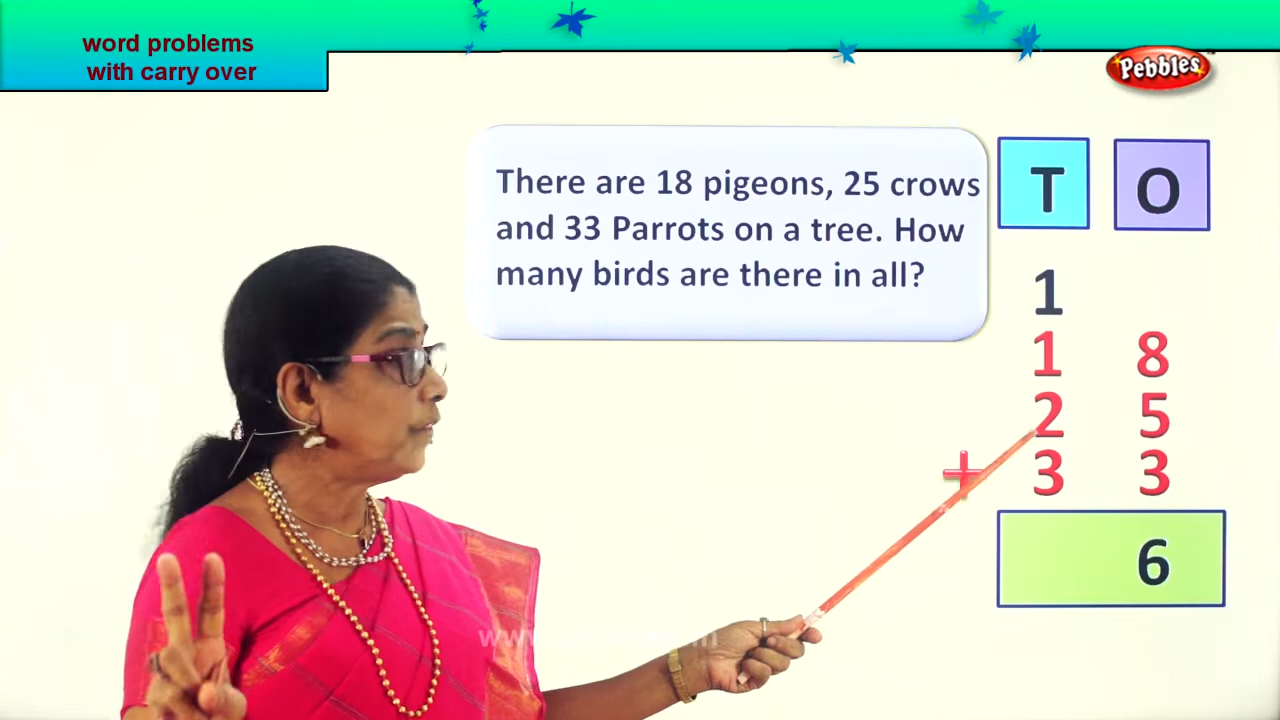 word problems
with carry over
Pebbles
There are 18 pigeons, 25 crows
and 33 Parrots on a tree. How
many birds are there in all?
T O
1
1 8
2 5
+ 3 3
6